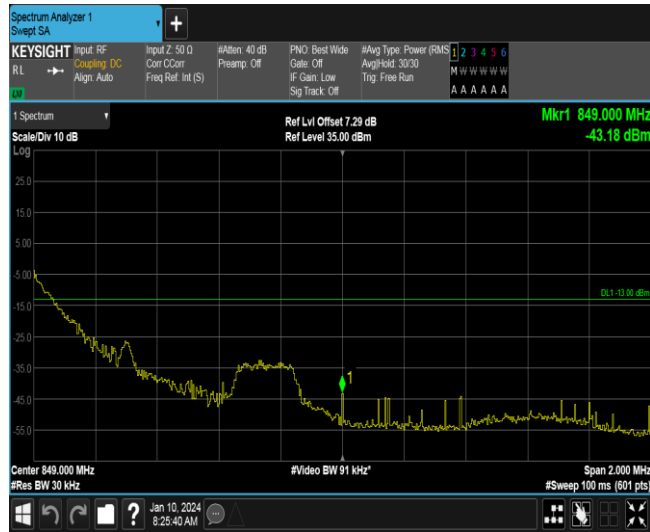 Spectrum Analyzer 1
Swept SA
+
KEYSIGHT
RL
LXI
Input: RF
Coupling: DC
Align: Auto
Input Z: 50 Ω
Corr CCorr
Freq Ref: Int (S)
#Atten: 40 dB
Preamp: Off
PNO: Best Wide
Gate: Off
IF Gain: Low
Sig Track: Off
#Avg Type: Power (RMS
Avg|Hold: 30/30
Trig: Free Run
1 2 3 4 5 6
M W W W W W
A A A A A A
1 Spectrum
Scale/Div 10 dB
Ref Lvl Offset 7.29 dB
Ref Level 35.00 dBm
Mkr1 849.000 MHz
-43.18 dBm
Log
25.0
15.0
5.00
-5.00
DL1 -13.00 dBm
-15.0
-25.0
-35.0
1
-45.0
-55.0
Center 849.000 MHz
#Video BW 91 kHz*
Span 2.000 MHz
#Res BW 30 kHz
#Sweep 100 ms (601 pts)
?
Jan 10, 2024
8:25:40 AM